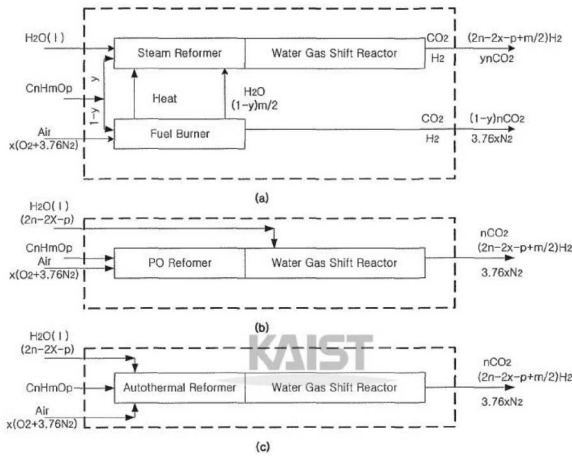 H2O(l)
CO2 (2n-2x-p+m/2)H2
Steam Reformer Water Gas Shift Reactor
H2 ynCO2
y
CnHmOp
Heat
H2O
(1-y)m/2
1-y
Air
x(O2+3.76N2)
Fuel Burner
CO2 (1-y)nCO2
H2 3.76xN2
(a)
H2O(l)
(2n-2X-p)
CnHmOp
Air
x(O2+3.76N2)
PO Refomer Water Gas Shift Reactor
nCO2
(2n-2x-p+m/2)H2
3.76xN2
(b)
KAIST
H2O(l)
(2n-2X-p)
CnHmOp
Autothermal Reformer Water Gas Shift Reactor
nCO2
(2n-2x-p+m/2)H2
3.76xN2
Air
x(O2+3.76N2)
(c)